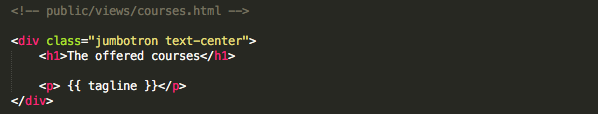 <!-- public/views/courses.html -->
<div class="jumbotron text-center">
<h1>The offered courses</h1>
<p> {{ tagline }}</p>
</div>